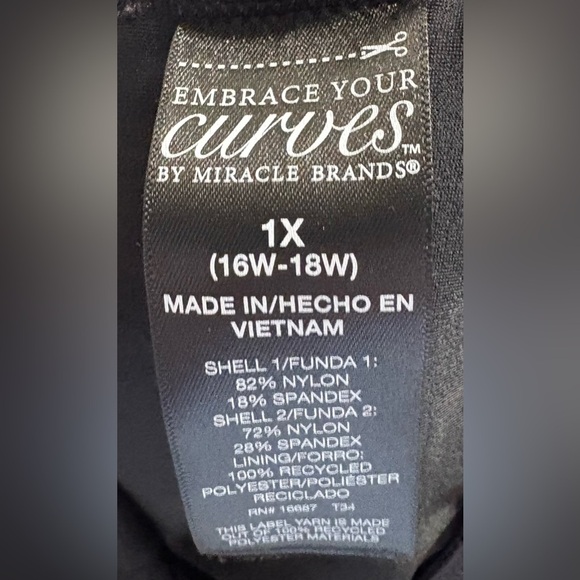 EMBRACE YOUR
curves™
BY MIRACLE BRANDS®
1X
(16W-18W)
MADE IN/HECHO EN
VIETNAM
SHELL 1/FUNDA 1:
82% NYLON
18% SPANDEX
SHELL 2/FUNDA 2:
72% NYLON
28% SPANDEX
LINING/FORRO:
100% RECYCLED
POLYESTER/POLIÉSTER
RECICLADO
RN# 16687 T34
THIS LABEL YARN IS MADE
OUT OF 100% RECYCLED
POLYESTER MATERIALS